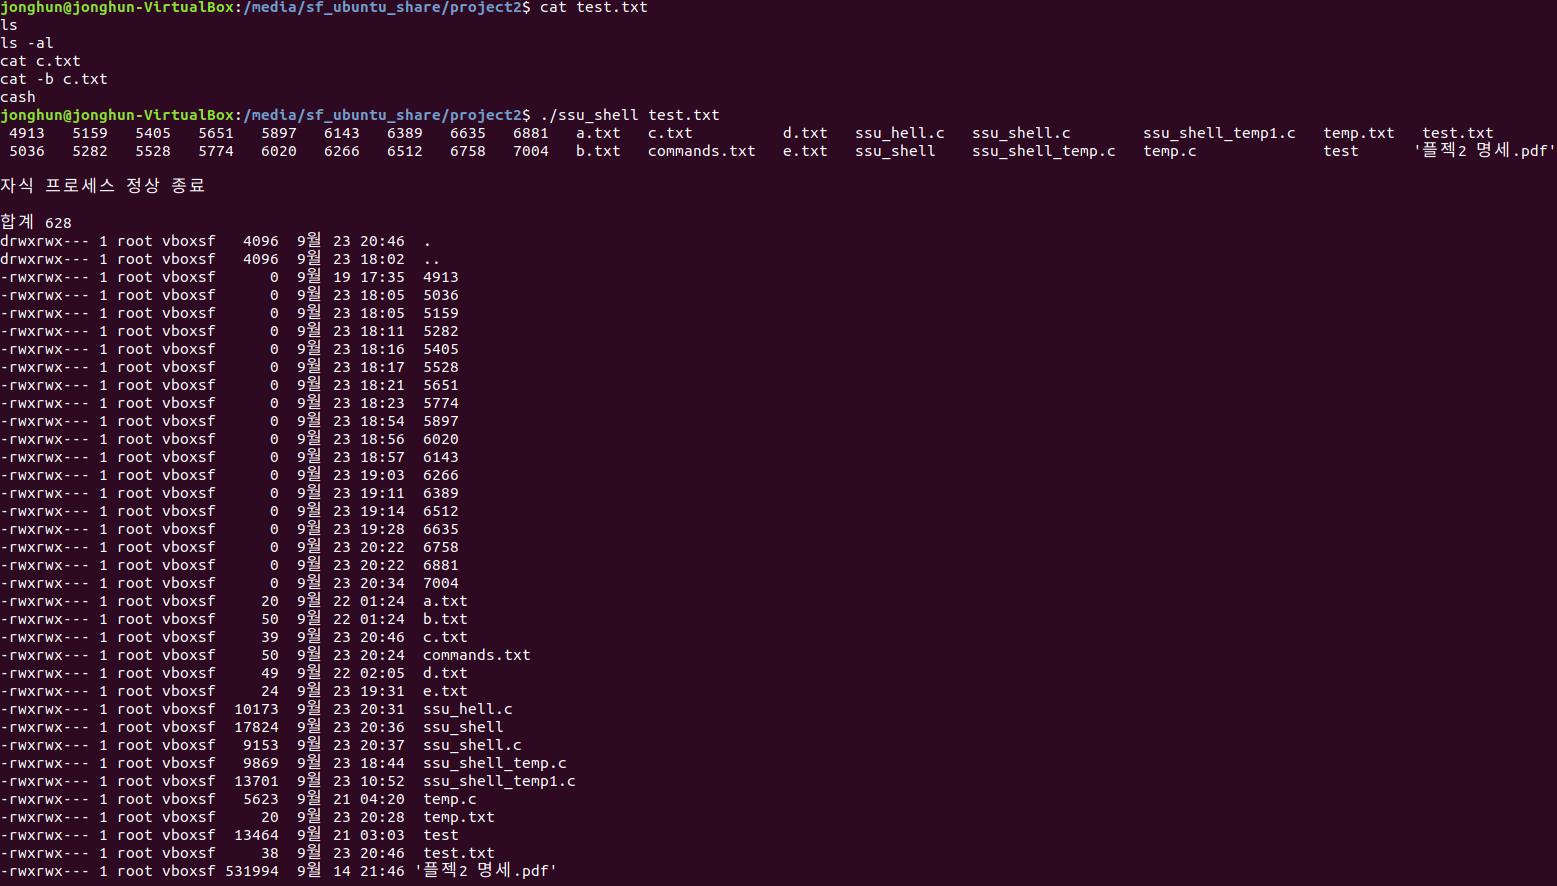 jonghun@jonghun-VirtualBox:/media/sf_ubuntu_share/project2$ cat test.txt
ls
ls -al
cat c.txt
cat -b c.txt
cash
jonghun@jonghun-VirtualBox:/media/sf_ubuntu_share/project2$ ./ssu_shell test.txt
4913 5159 5405 5651 5897 6143 6389 6635 6881 a.txt c.txt d.txt ssu_hell.c ssu_shell.c ssu_shell_temp1.c temp.txt test.txt
5036 5282 5528 5774 6020 6266 6512 6758 7004 b.txt commands.txt e.txt ssu_shell ssu_shell_temp.c temp.c test '플젝2 명세.pdf'
자식 프로세스 정상 종료
합계 628
drwxrwx--- 1 root vboxsf 4096 9월 23 20:46 .
drwxrwx--- 1 root vboxsf 4096 9월 23 18:02 ..
-rwxrwx--- 1 root vboxsf 0 9월 19 17:35 4913
-rwxrwx--- 1 root vboxsf 0 9월 23 18:05 5036
-rwxrwx--- 1 root vboxsf 0 9월 23 18:05 5159
-rwxrwx--- 1 root vboxsf 0 9월 23 18:11 5282
-rwxrwx--- 1 root vboxsf 0 9월 23 18:16 5405
-rwxrwx--- 1 root vboxsf 0 9월 23 18:17 5528
-rwxrwx--- 1 root vboxsf 0 9월 23 18:21 5651
-rwxrwx--- 1 root vboxsf 0 9월 23 18:23 5774
-rwxrwx--- 1 root vboxsf 0 9월 23 18:54 5897
-rwxrwx--- 1 root vboxsf 0 9월 23 18:56 6020
-rwxrwx--- 1 root vboxsf 0 9월 23 18:57 6143
-rwxrwx--- 1 root vboxsf 0 9월 23 19:03 6266
-rwxrwx--- 1 root vboxsf 0 9월 23 19:11 6389
-rwxrwx--- 1 root vboxsf 0 9월 23 19:14 6512
-rwxrwx--- 1 root vboxsf 0 9월 23 19:28 6635
-rwxrwx--- 1 root vboxsf 0 9월 23 20:22 6758
-rwxrwx--- 1 root vboxsf 0 9월 23 20:22 6881
-rwxrwx--- 1 root vboxsf 0 9월 23 20:34 7004
-rwxrwx--- 1 root vboxsf 20 9월 22 01:24 a.txt
-rwxrwx--- 1 root vboxsf 50 9월 22 01:24 b.txt
-rwxrwx--- 1 root vboxsf 39 9월 23 20:46 c.txt
-rwxrwx--- 1 root vboxsf 50 9월 23 20:24 commands.txt
-rwxrwx--- 1 root vboxsf 49 9월 22 02:05 d.txt
-rwxrwx--- 1 root vboxsf 24 9월 23 19:31 e.txt
-rwxrwx--- 1 root vboxsf 10173 9월 23 20:31 ssu_hell.c
-rwxrwx--- 1 root vboxsf 17824 9월 23 20:36 ssu_shell
-rwxrwx--- 1 root vboxsf 9153 9월 23 20:37 ssu_shell.c
-rwxrwx--- 1 root vboxsf 9869 9월 23 18:44 ssu_shell_temp.c
-rwxrwx--- 1 root vboxsf 13701 9월 23 10:52 ssu_shell_temp1.c
-rwxrwx--- 1 root vboxsf 5623 9월 21 04:20 temp.c
-rwxrwx--- 1 root vboxsf 20 9월 23 20:28 temp.txt
-rwxrwx--- 1 root vboxsf 13464 9월 21 03:03 test
-rwxrwx--- 1 root vboxsf 38 9월 23 20:46 test.txt
-rwxrwx--- 1 root vboxsf 531994 9월 14 21:46 '플젝2 명세.pdf'